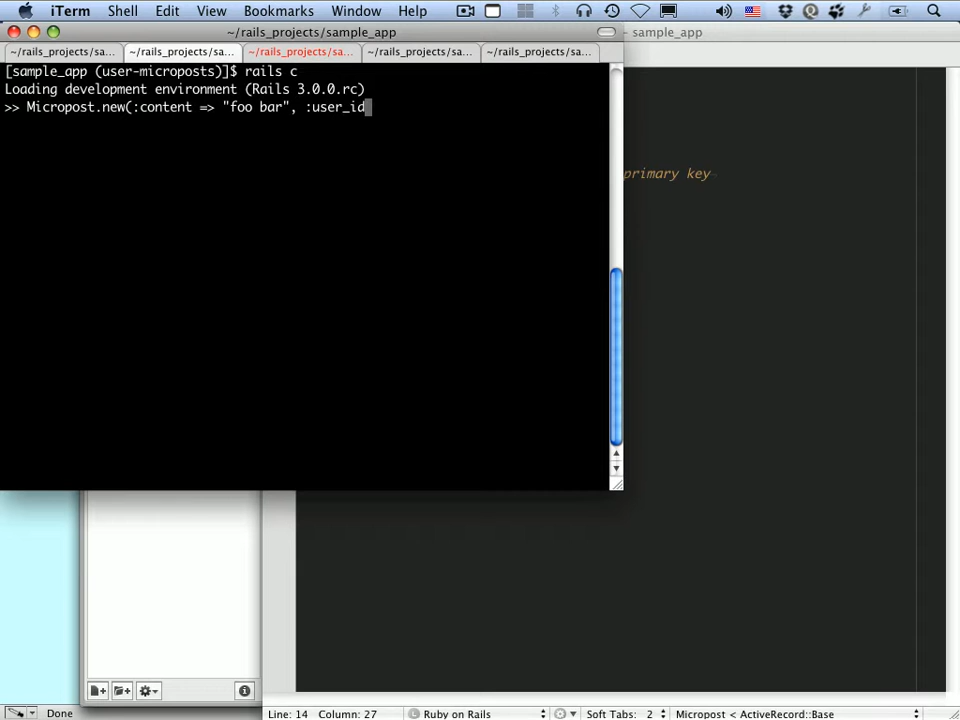 iTerm Shell Edit View Bookmarks Window Help
~/rails_projects/sample_app
– sample_app
~/rails_projects/sa... ~/rails_projects/sa... ~/rails_projects/sa... ~/rails_projects/sa... ~/rails_projects/sa...
[sample_app (user-microposts)]$ rails c
Loading development environment (Rails 3.0.0.rc)
>> Micropost.new(:content => "foo bar", :user_id
primary key
Done
Line: 14 Column: 27 Ruby on Rails Soft Tabs: 2 Micropost < ActiveRecord::Base